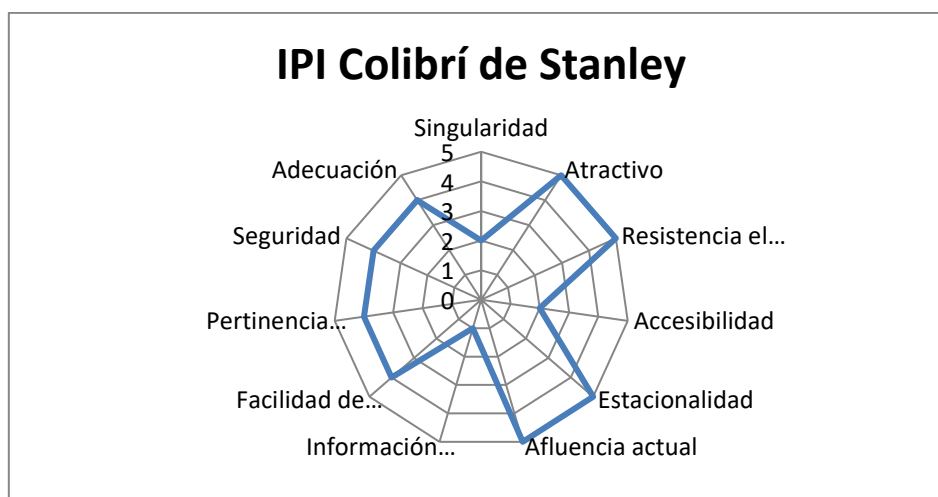 IPI Colibrí de Stanley
Singularidad
Atractivo
Resistencia el...
Accesibilidad
Estacionalidad
Afluencia actual
Información...
Facilidad de...
Pertinencia...
Seguridad
Adecuación
5
4
3
2
1
0